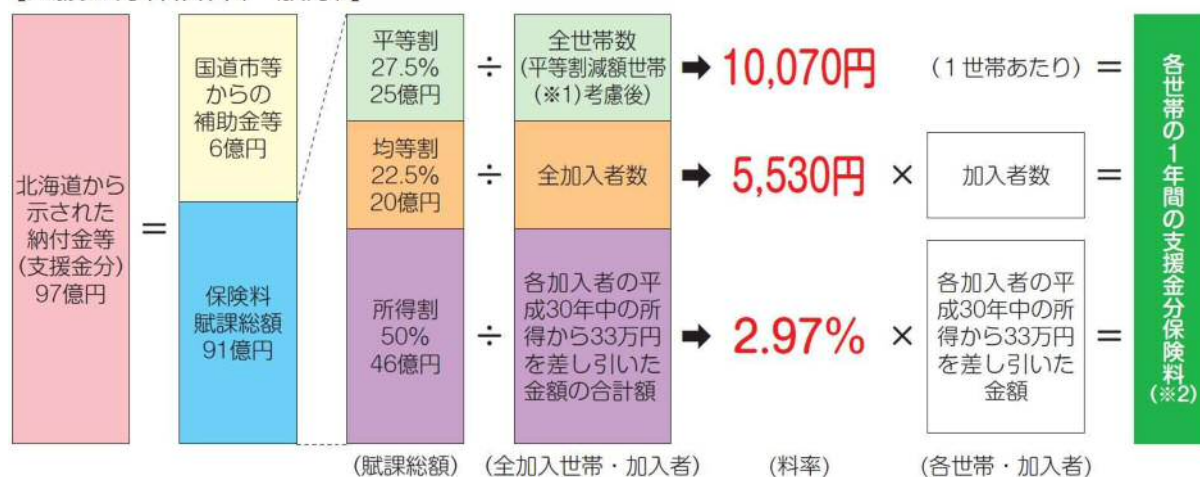 北海道から
示された
納付金等
(支援金分)
97億円
＝
国道市等
からの
補助金等
6億円
保険料
賦課総額
91億円
平等割
27.5%
25億円
÷
全世帯数
(平等割減額世帯
(※1)考慮後)
➡
10,070円
(1世帯あたり)
＝
均等割
22.5%
20億円
÷
全加入者数
➡
5,530円
×
加入者数
＝
所得割
50%
46億円
÷
各加入者の平
成30年中の所
得から33万円
を差し引いた
金額の合計額
➡
2.97%
×
各加入者の平
成30年中の所
得から33万円
を差し引いた
金額
＝
各世帯の1年間の支援金分保険料(※2)
(賦課総額)
(全加入世帯・加入者)
(料率)
(各世帯・加入者)